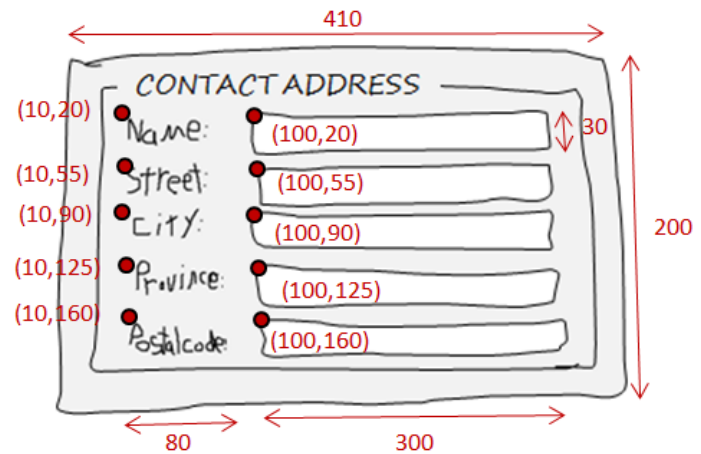 410
CONTACT ADDRESS
(10,20) Name: (100,20) 30
(10,55) Street: (100,55)
(10,90) City: (100,90) 200
(10,125) Province: (100,125)
(10,160) Postalcode: (100,160)
80 300